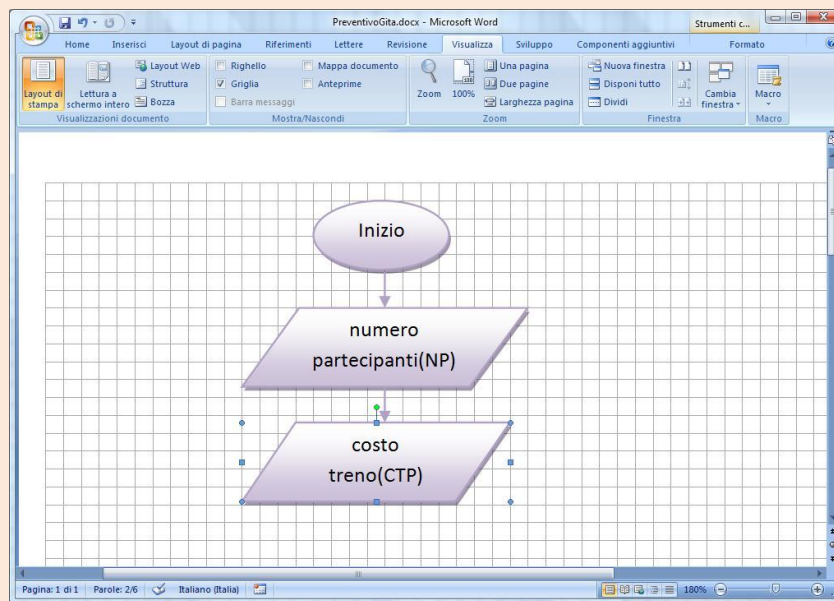 PreventivoGita.docx - Microsoft Word
Strumenti c...
Home Inserisci Layout di pagina Riferimenti Lettere Revisione Visualizza Sviluppo Componenti aggiuntivi Formato
Layout di stampa
Lettura a schermo intero
Layout Web
Struttura
Bozza
Visualizzazioni documento
Righello
Griglia
Barra messaggi
Mappa documento
Anteprime
Mostra/Nascondi
Zoom
100%
Una pagina
Due pagine
Larghezza pagina
Zoom
Nuova finestra
Disponi tutto
Dividi
Cambia finestra
Finestra
Macro
Macro
Inizio
numero
partecipanti(NP)
costo
treno(CTP)
Pagina: 1 di 1 Parole: 2/6 Italiano (Italia) 180%